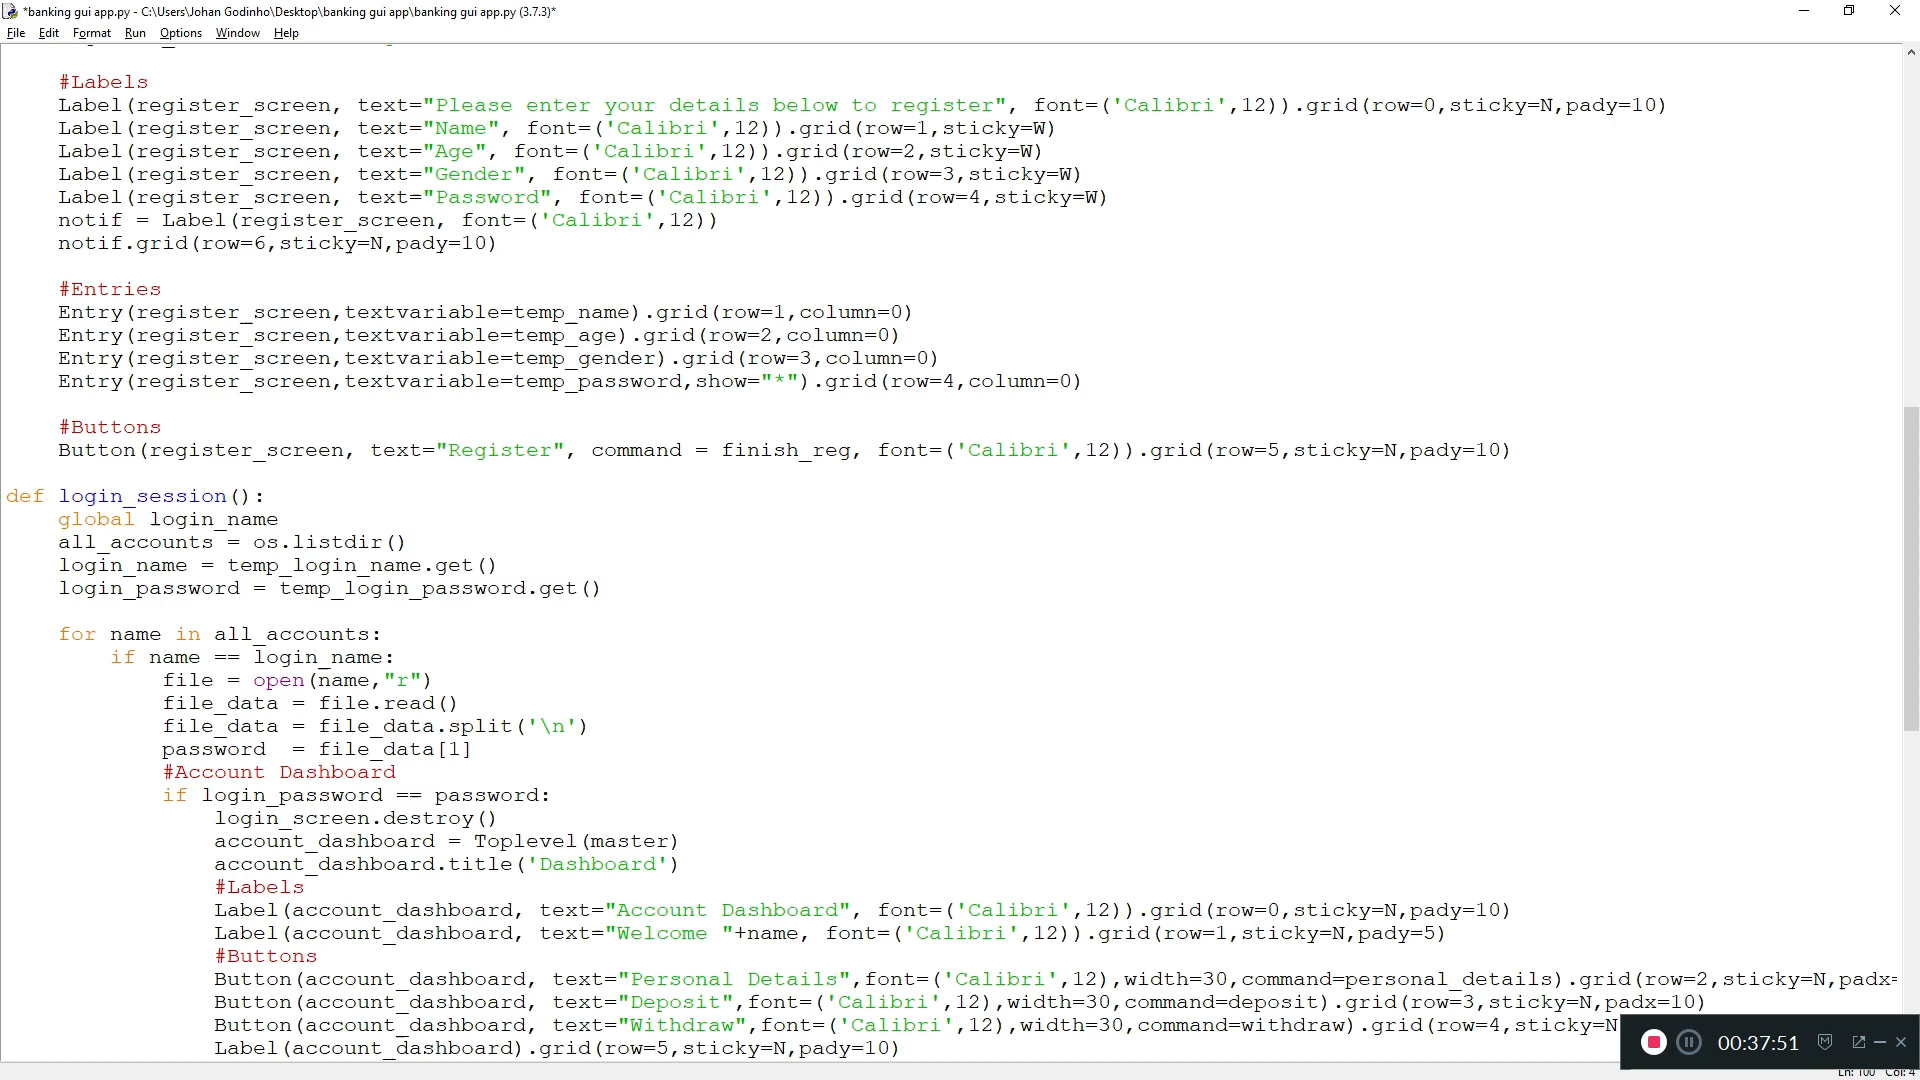 *banking gui app.py - C:\Users\Johan Godinho\Desktop\banking gui app\banking gui app.py (3.7.3)*
File Edit Format Run Options Window Help
#Labels
Label(register_screen, text="Please enter your details below to register", font=('Calibri',12)).grid(row=0,sticky=N,pady=10)
Label(register_screen, text="Name", font=('Calibri',12)).grid(row=1,sticky=W)
Label(register_screen, text="Age", font=('Calibri',12)).grid(row=2,sticky=W)
Label(register_screen, text="Gender", font=('Calibri',12)).grid(row=3,sticky=W)
Label(register_screen, text="Password", font=('Calibri',12)).grid(row=4,sticky=W)
notif = Label(register_screen, font=('Calibri',12))
notif.grid(row=6,sticky=N,pady=10)
#Entries
Entry(register_screen,textvariable=temp_name).grid(row=1,column=0)
Entry(register_screen,textvariable=temp_age).grid(row=2,column=0)
Entry(register_screen,textvariable=temp_gender).grid(row=3,column=0)
Entry(register_screen,textvariable=temp_password,show="*").grid(row=4,column=0)
#Buttons
Button(register_screen, text="Register", command = finish_reg, font=('Calibri',12)).grid(row=5,sticky=N,pady=10)
def login_session():
global login_name
all_accounts = os.listdir()
login_name = temp_login_name.get()
login_password = temp_login_password.get()
for name in all_accounts:
if name == login_name:
file = open(name,"r")
file_data = file.read()
file_data = file_data.split('\n')
password  = file_data[1]
#Account Dashboard
if login_password == password:
login_screen.destroy()
account_dashboard = Toplevel(master)
account_dashboard.title('Dashboard')
#Labels
Label(account_dashboard, text="Account Dashboard", font=('Calibri',12)).grid(row=0,sticky=N,pady=10)
Label(account_dashboard, text="Welcome "+name, font=('Calibri',12)).grid(row=1,sticky=N,pady=5)
#Buttons
Button(account_dashboard, text="Personal Details",font=('Calibri',12),width=30,command=personal_details).grid(row=2,sticky=N,padx=
Button(account_dashboard, text="Deposit",font=('Calibri',12),width=30,command=deposit).grid(row=3,sticky=N,padx=10)
Button(account_dashboard, text="Withdraw",font=('Calibri',12),width=30,command=withdraw).grid(row=4,sticky=N
Label(account_dashboard).grid(row=5,sticky=N,pady=10)
00:37:51
Ln: 100 Col: 4